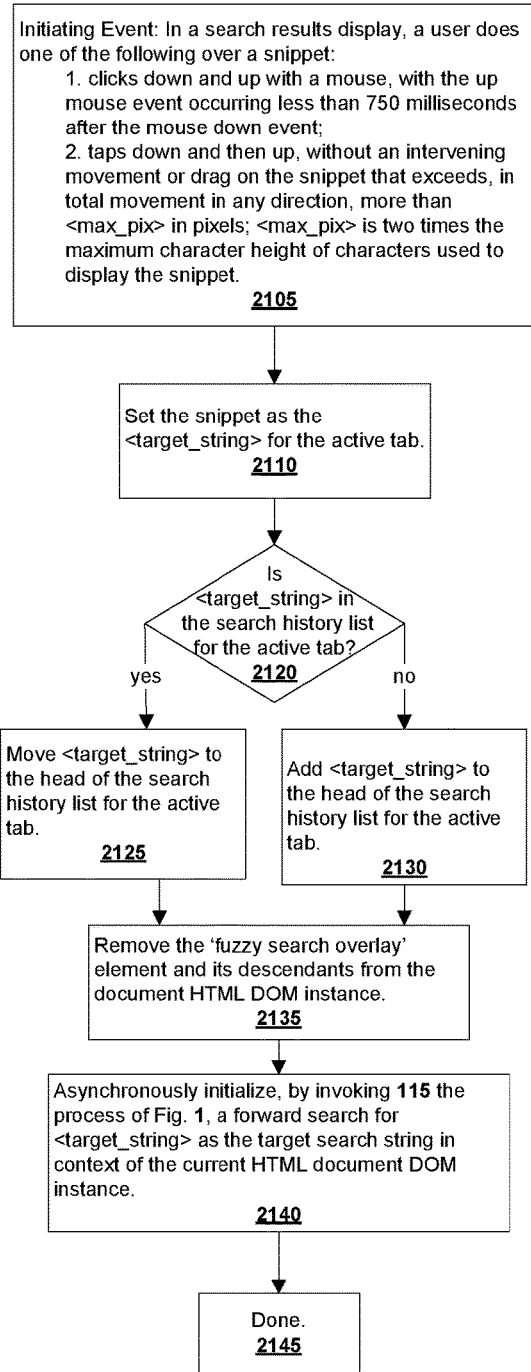 Initiating Event: In a search results display, a user does
one of the following over a snippet:
1. clicks down and up with a mouse, with the up
mouse event occurring less than 750 milliseconds
after the mouse down event;
2. taps down and then up, without an intervening
movement or drag on the snippet that exceeds, in
total movement in any direction, more than
<max_pix> in pixels; <max_pix> is two times the
maximum character height of characters used to
display the snippet.
2105
Set the snippet as the
<target_string> for the active tab.
2110
Is
<target_string> in
the search history list
for the active tab?
2120
yes
no
Move <target_string> to
the head of the search
history list for the active
tab.
2125
Add <target_string> to
the head of the search
history list for the active
tab.
2130
Remove the 'fuzzy search overlay'
element and its descendants from the
document HTML DOM instance.
2135
Asynchronously initialize, by invoking 115 the
process of Fig. 1, a forward search for
<target_string> as the target search string in
context of the current HTML document DOM
instance.
2140
Done.
2145